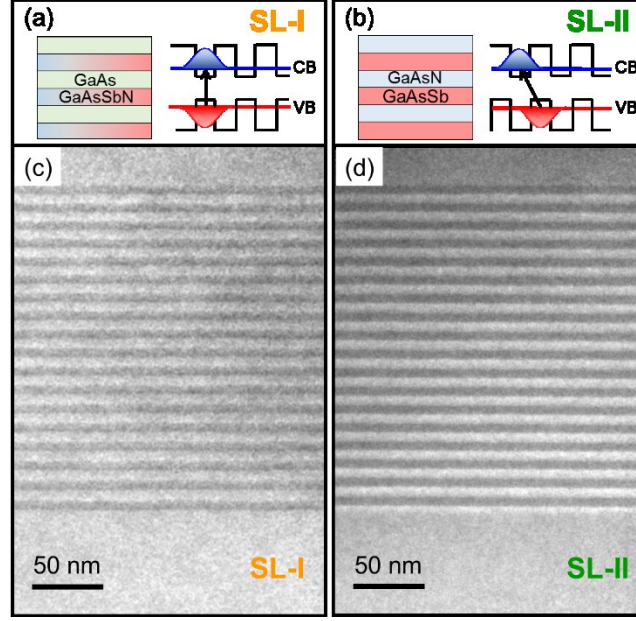 (a)
SL-I
GaAs
GaAsSbN
CB
VB
(b)
SL-II
GaAsN
GaAsSb
CB
VB
(c)
50 nm
SL-I
(d)
50 nm
SL-II